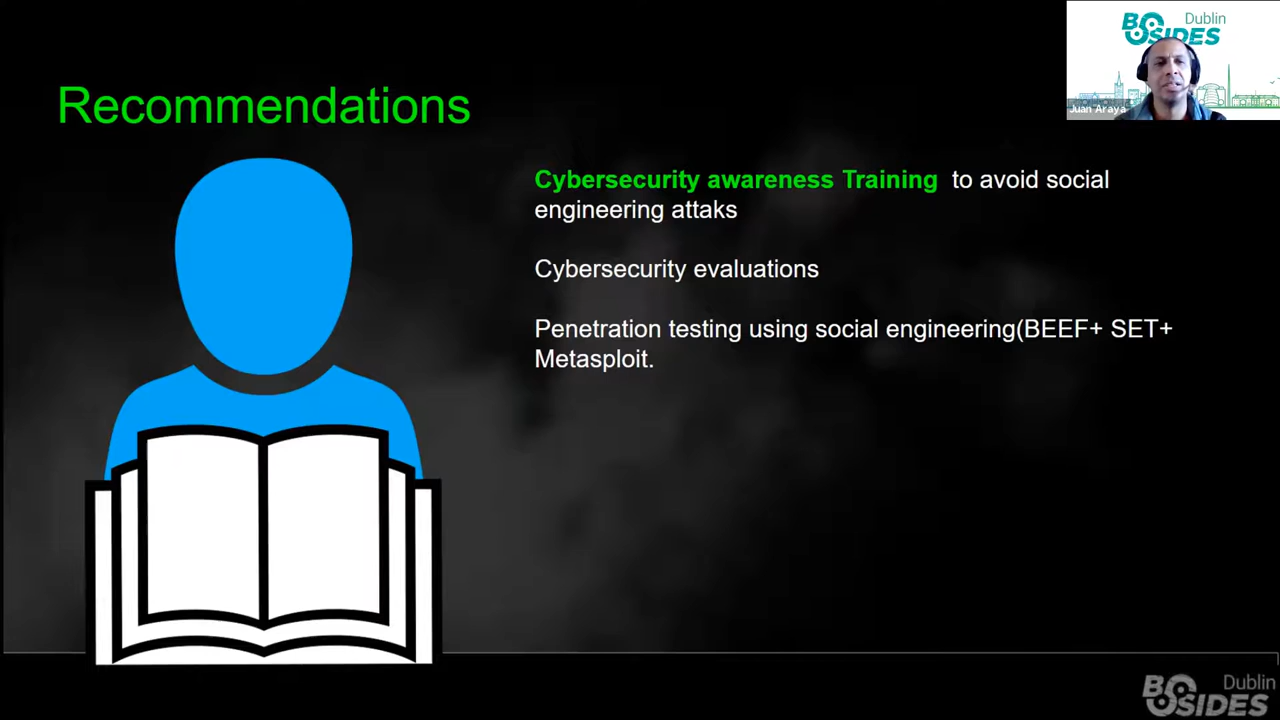 BSIDES Dublin
Juan Araya
Recommendations
Cybersecurity awareness Training to avoid social
engineering attaks
Cybersecurity evaluations
Penetration testing using social engineering(BEEF+ SET+
Metasploit.
BSIDES Dublin